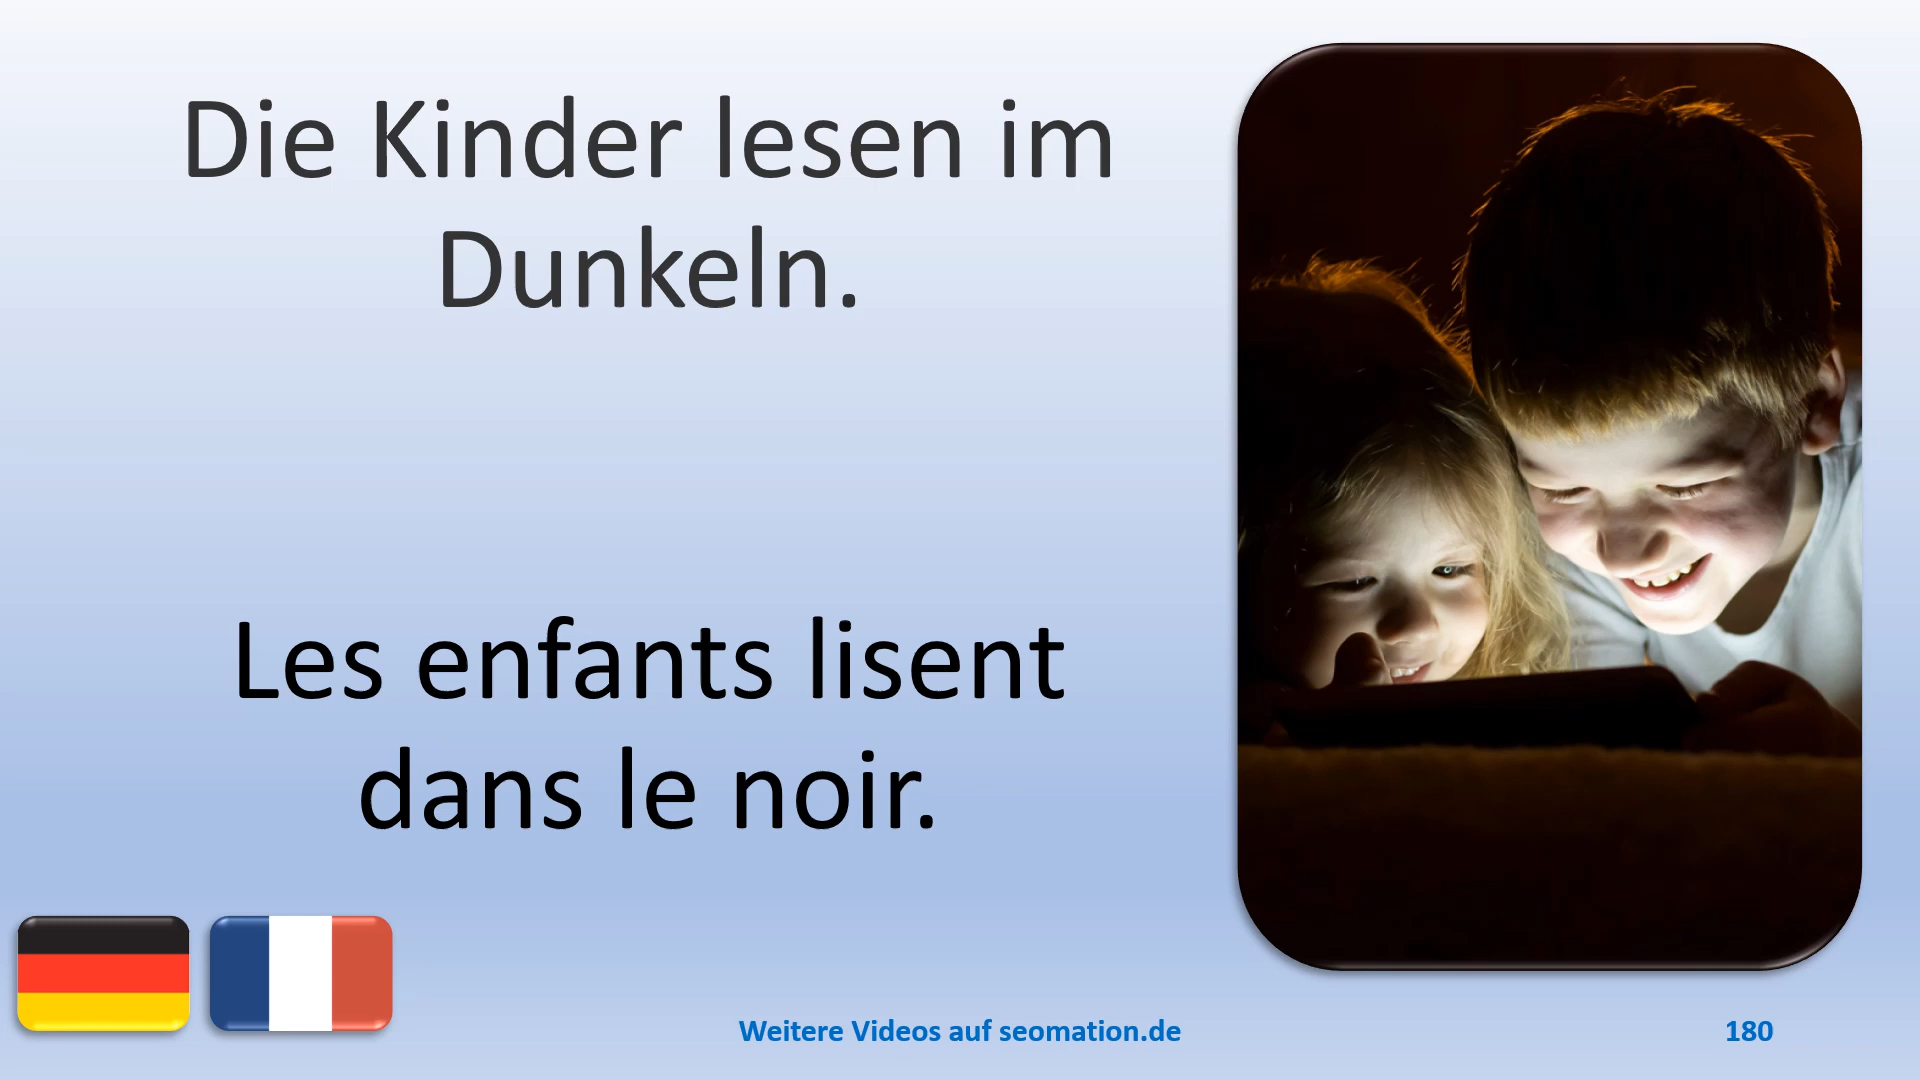 Die Kinder lesen im
Dunkeln.
Les enfants lisent
dans le noir.
Weitere Videos auf seomation.de
180